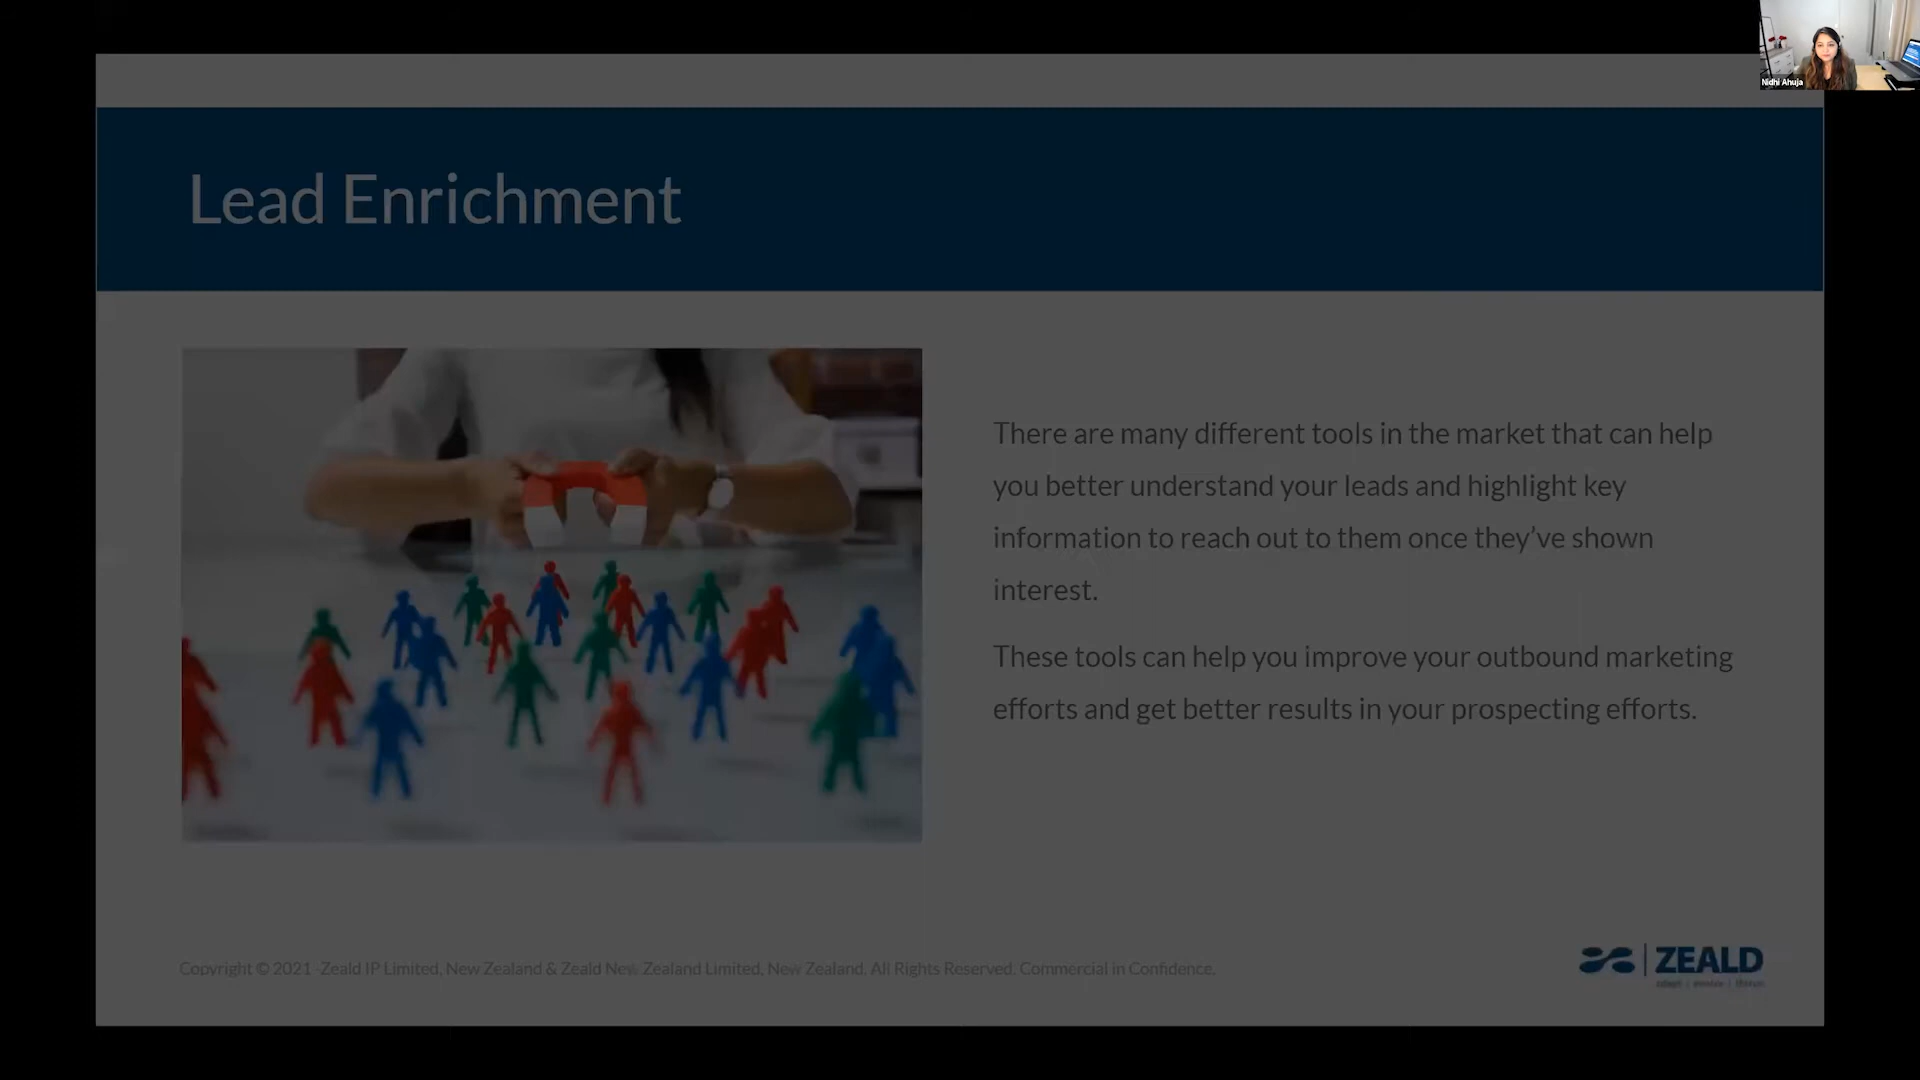 Nidhi Ahuja
Lead Enrichment
There are many different tools in the market that can help
you better understand your leads and highlight key
information to reach out to them once they’ve shown
interest.
These tools can help you improve your outbound marketing
efforts and get better results in your prospecting efforts.
Copyright © 2021 Zeald IP Limited, New Zealand & Zeald New Zealand Limited, New Zealand. All Rights Reserved. Commercial in Confidence.
ZEALD